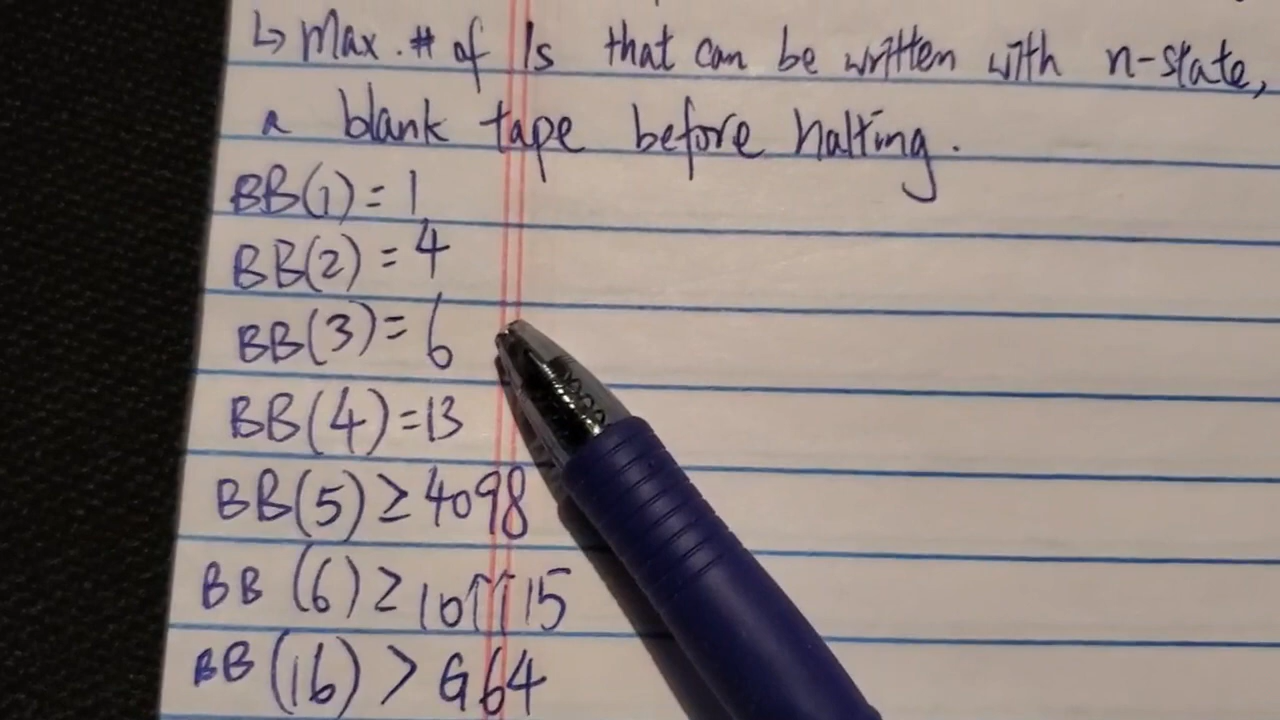 ↳ Max. # of 1s that can be written with n-state,
a blank tape before halting.
BB(1) = 1
BB(2) = 4
BB(3) = 6
BB(4) = 13
BB(5) ≥ 4098
BB (6) ≥ 10↑↑15
BB (16) > G64